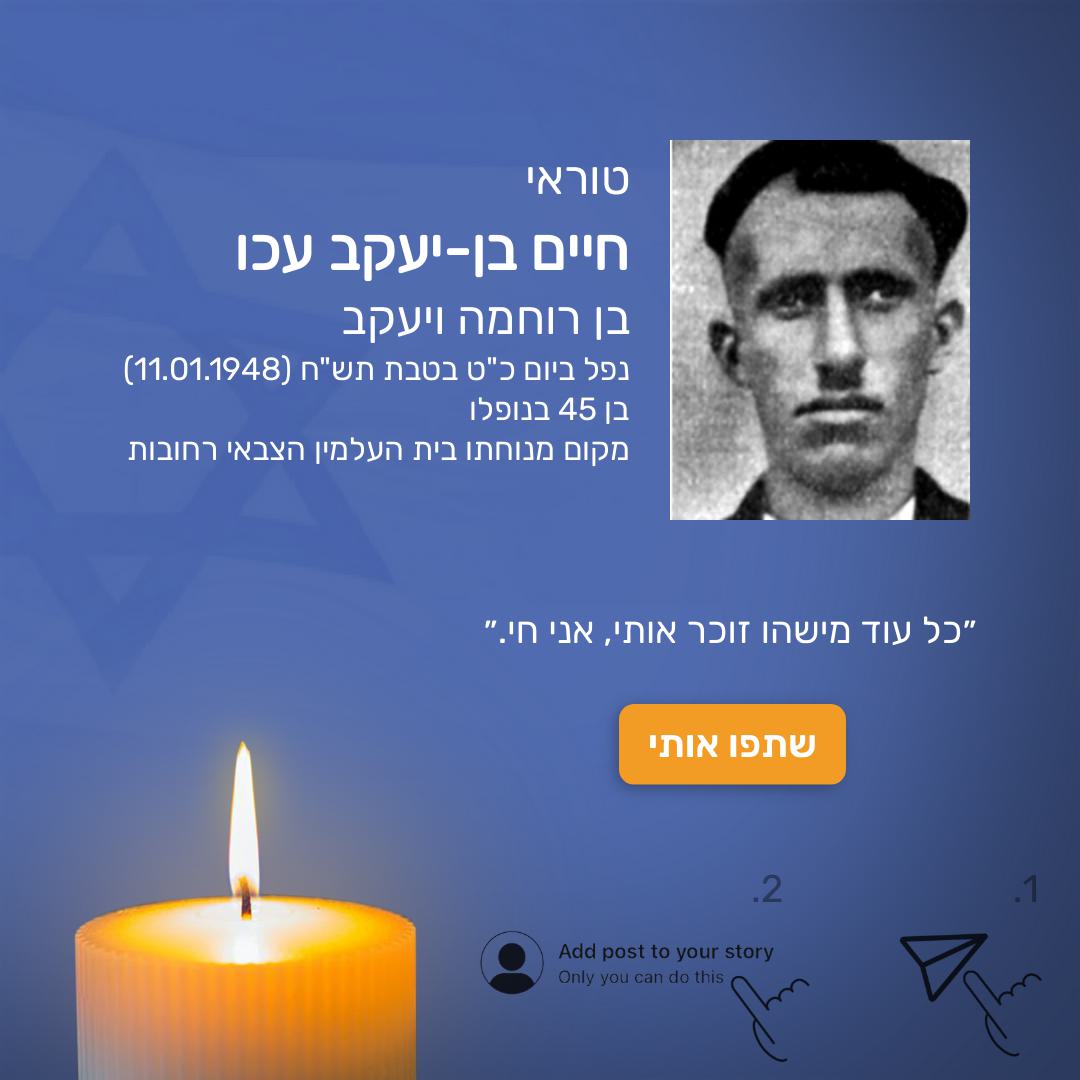 טוראי
חיים בן-יעקב עכו
בן רוחמה ויעקב
נפל ביום כ"ט בטבת תש"ח (11.01.1948)
בן 45 בנופלו
מקום מנוחתו בית העלמין הצבאי רחובות
"כל עוד מישהו זוכר אותי, אני חי."
שתפו אותי
1.
2.
Add post to your story
Only you can do this